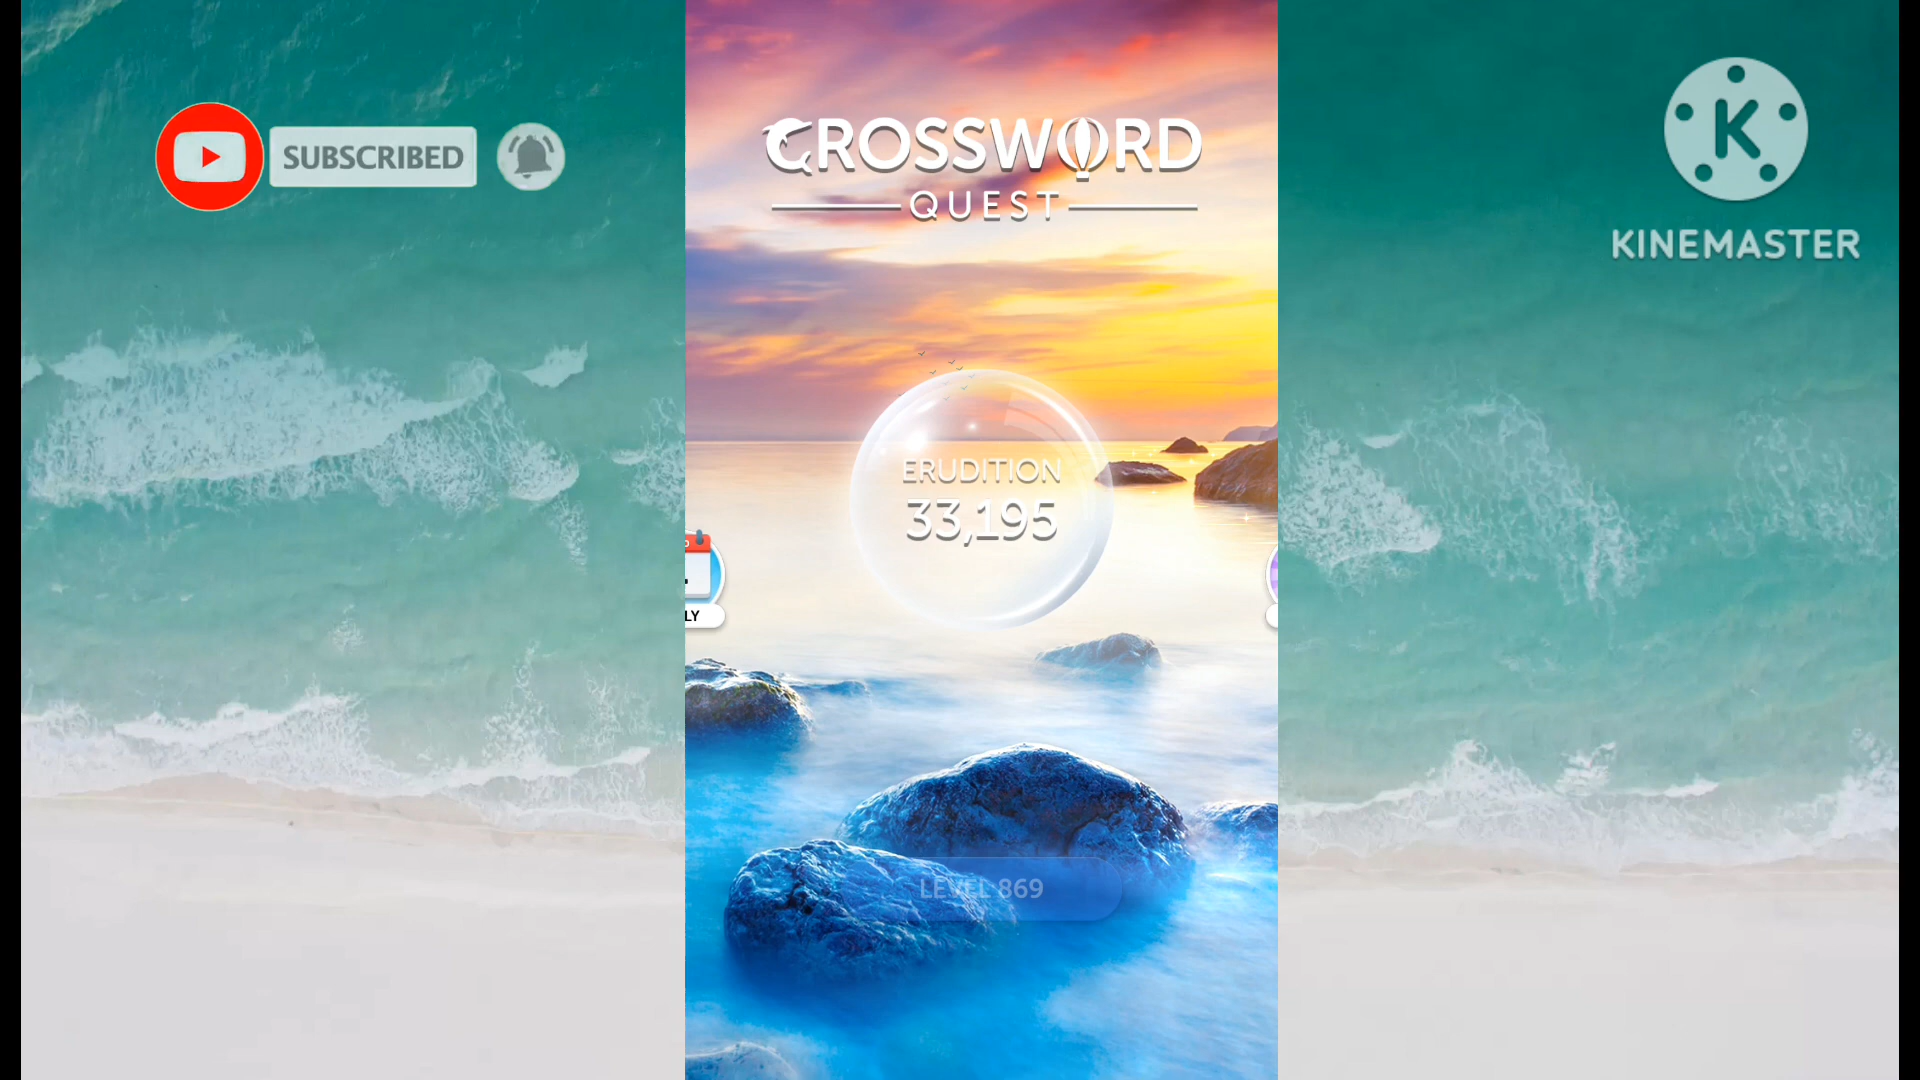 SUBSCRIBED
K
KINEMASTER
CROSSWORD
QUEST
ERUDITION
33,195
LY
LEVEL 869